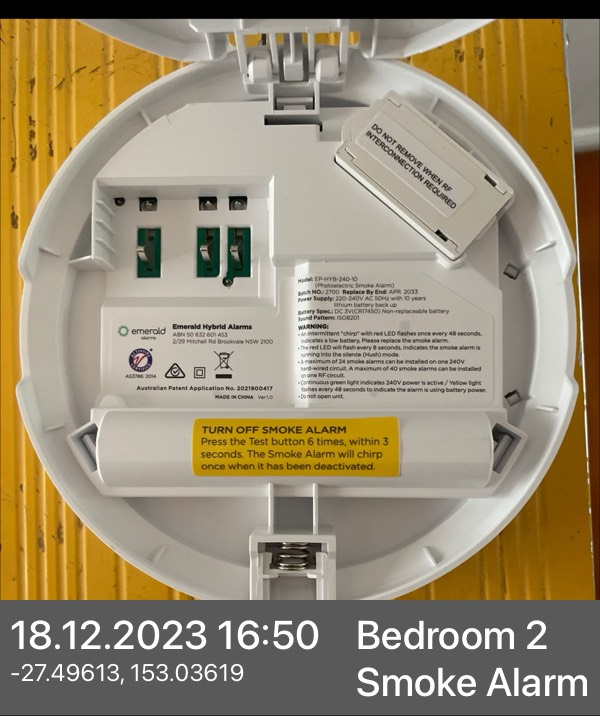 DO NOT REMOVE WHEN RF
INTERCONNECTION REQUIRED
Model: EP-HYB-240-10
(Photoelectric Smoke Alarm)
Batch NO.: 2700 Replace By End: APR. 2033
Power Supply: 220-240V AC 50Hz with 10 years
lithium battery back up
Battery Spec.: DC 3V(CR17450) Non-replaceable battery
Sound Pattern: ISO8201
WARNING:
• An intermittent "chirp" with red LED flashes once every 48 seconds,
indicates a low battery, Please replace the smoke alarm.
• The red LED will flash every 8 seconds, indicates the smoke alarm is
running into the silence (Hush) mode.
• A maximum of 24 smoke alarms can be installed on one 240V
hard-wired circuit. A maximum of 40 smoke alarms can be installed
on one RF circuit.
• Continuous green light indicates 240V power is active / Yellow light
flashes every 48 seconds to indicate the alarm is using battery power.
• Do not open unit.
emerald
alarms
Emerald Hybrid Alarms
ABN 50 632 601 453
2/29 Mitchell Rd Brookvale NSW 2100
AS3786: 2014
Australian Patent Application No. 2021900417
MADE IN CHINA Ver1.0
TURN OFF SMOKE ALARM
Press the Test button 6 times, within 3
seconds. The Smoke Alarm will chirp
once when it has been deactivated.
18.12.2023 16:50
-27.49613, 153.03619
Bedroom 2
Smoke Alarm